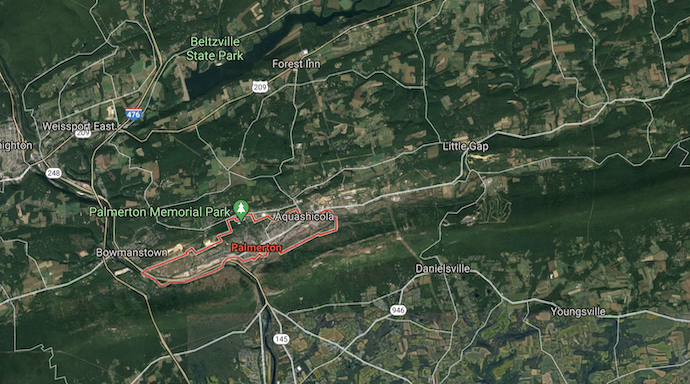 Beltzville
State Park
Forest Inn
209
476
Weissport East
209
ighton
Little Gap
248
Palmerton Memorial Park
Aquashicola
Palmerton
Bowmanstown
Danielsville
946
Youngsville
145